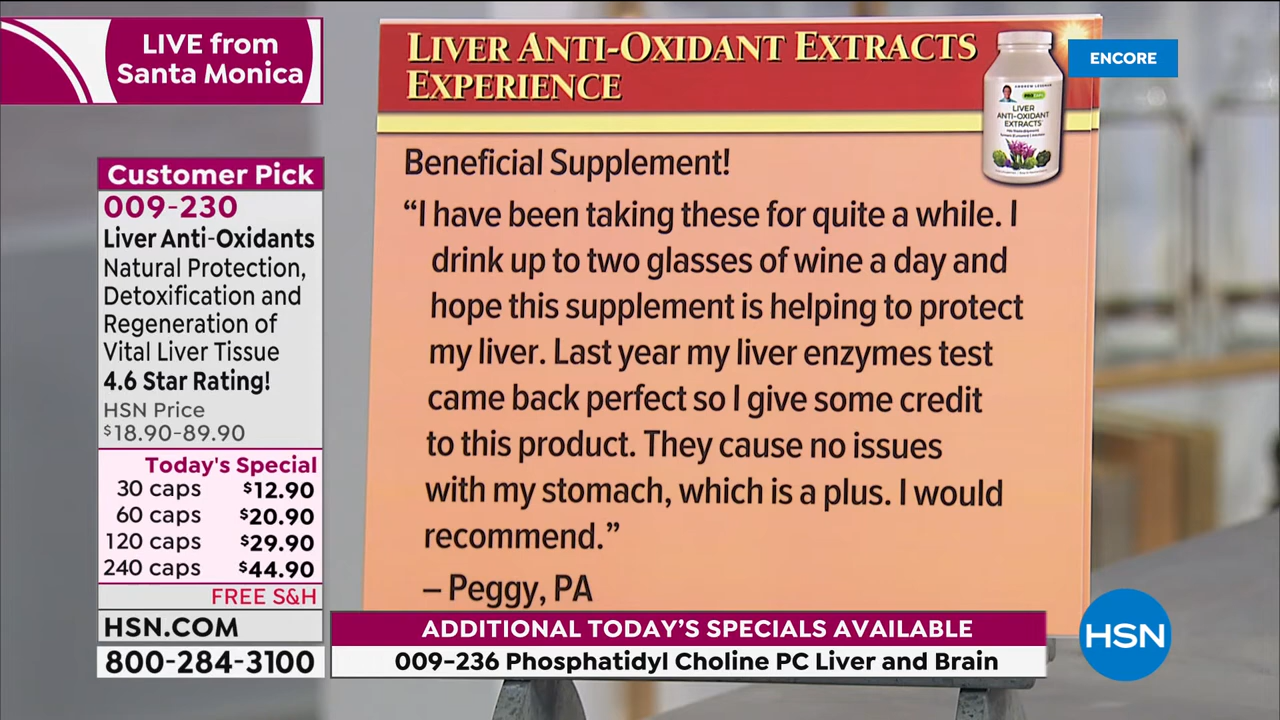 LIVE from
Santa Monica
Customer Pick
009-230
Liver Anti-Oxidants
Natural Protection,
Detoxification and
Regeneration of
Vital Liver Tissue
4.6 Star Rating!
HSN Price
$18.90-89.90
Today's Special
30 caps $12.90
60 caps $20.90
120 caps $29.90
240 caps $44.90
FREE S&H
HSN.COM
800-284-3100
LIVER ANTI-OXIDANT EXTRACTS
EXPERIENCE
LIVER
ANTI-OXIDANT
EXTRACTS
ENCORE
Beneficial Supplement!
“I have been taking these for quite a while. I
drink up to two glasses of wine a day and
hope this supplement is helping to protect
my liver. Last year my liver enzymes test
came back perfect so I give some credit
to this product. They cause no issues
with my stomach, which is a plus. I would
recommend.”
– Peggy, PA
ADDITIONAL TODAY’S SPECIALS AVAILABLE
009-236 Phosphatidyl Choline PC Liver and Brain
HSN